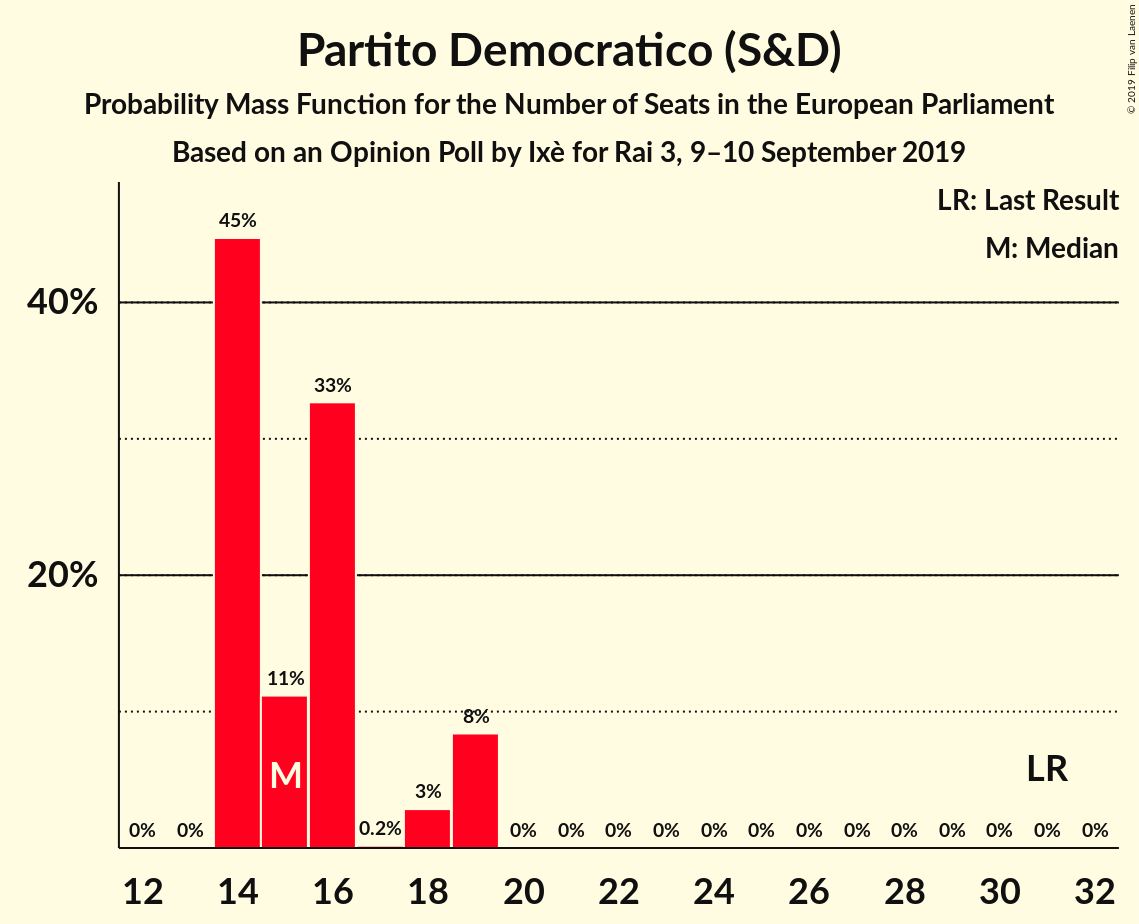 Partito Democratico (S&D)
Probability Mass Function for the Number of Seats in the European Parliament
Based on an Opinion Poll by Ixè for Rai 3, 9–10 September 2019
© 2019 Filip van Laenen
LR: Last Result
M: Median
40%
20%
0% 0% 45% 11% 33% 0.2% 3% 8% 0% 0% 0% 0% 0% 0% 0% 0% 0% 0% 0% 0% 0%
M
LR
12 14 16 18 20 22 24 26 28 30 32